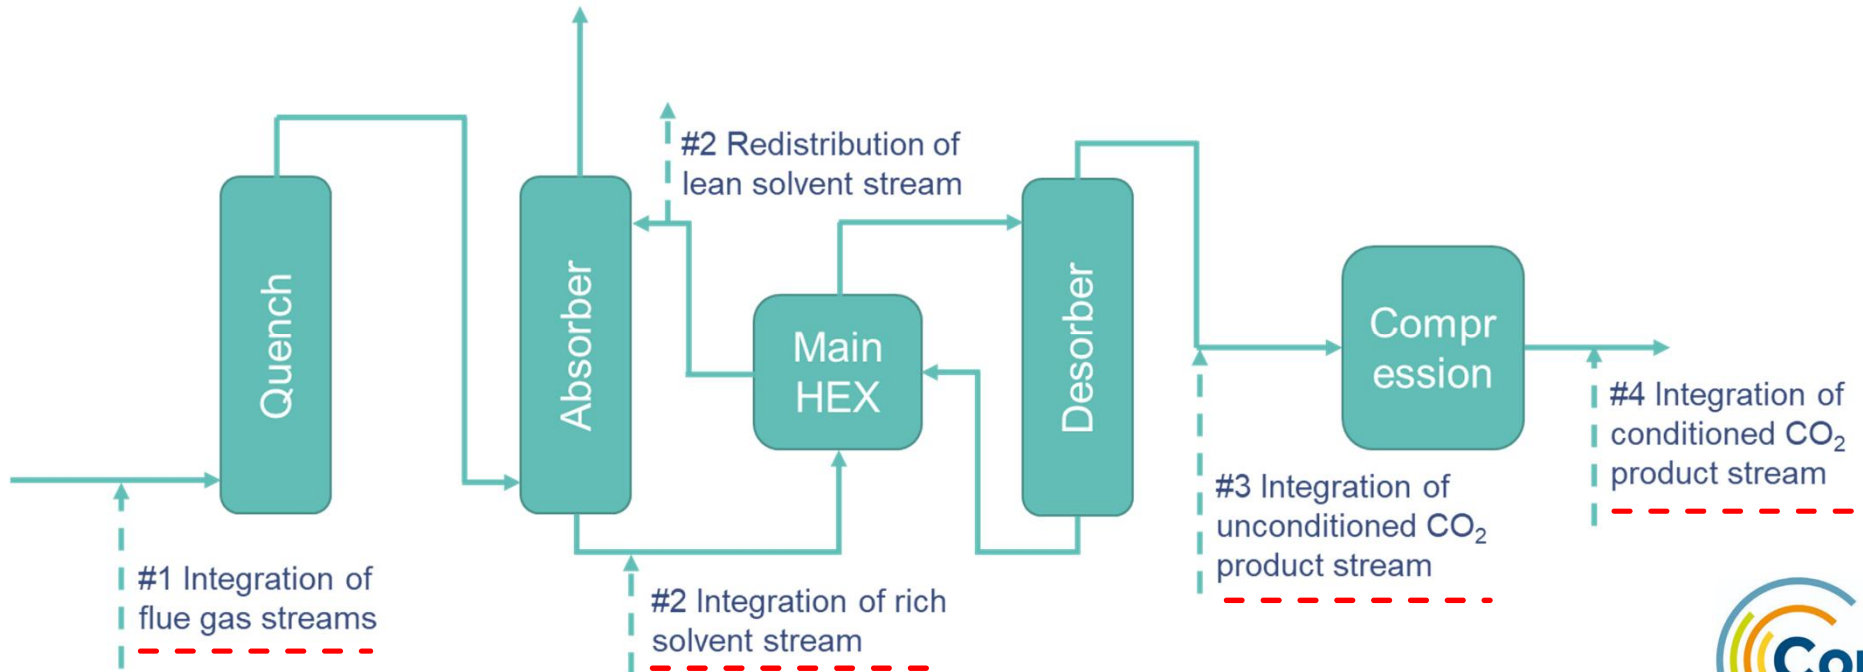 #2 Redistribution of
lean solvent stream
Quench
Absorber
Main
HEX
Desorber
Compr
ession
#4 Integration of
conditioned CO₂
product stream
#3 Integration of
unconditioned CO₂
product stream
#1 Integration of
flue gas streams
#2 Integration of rich
solvent stream